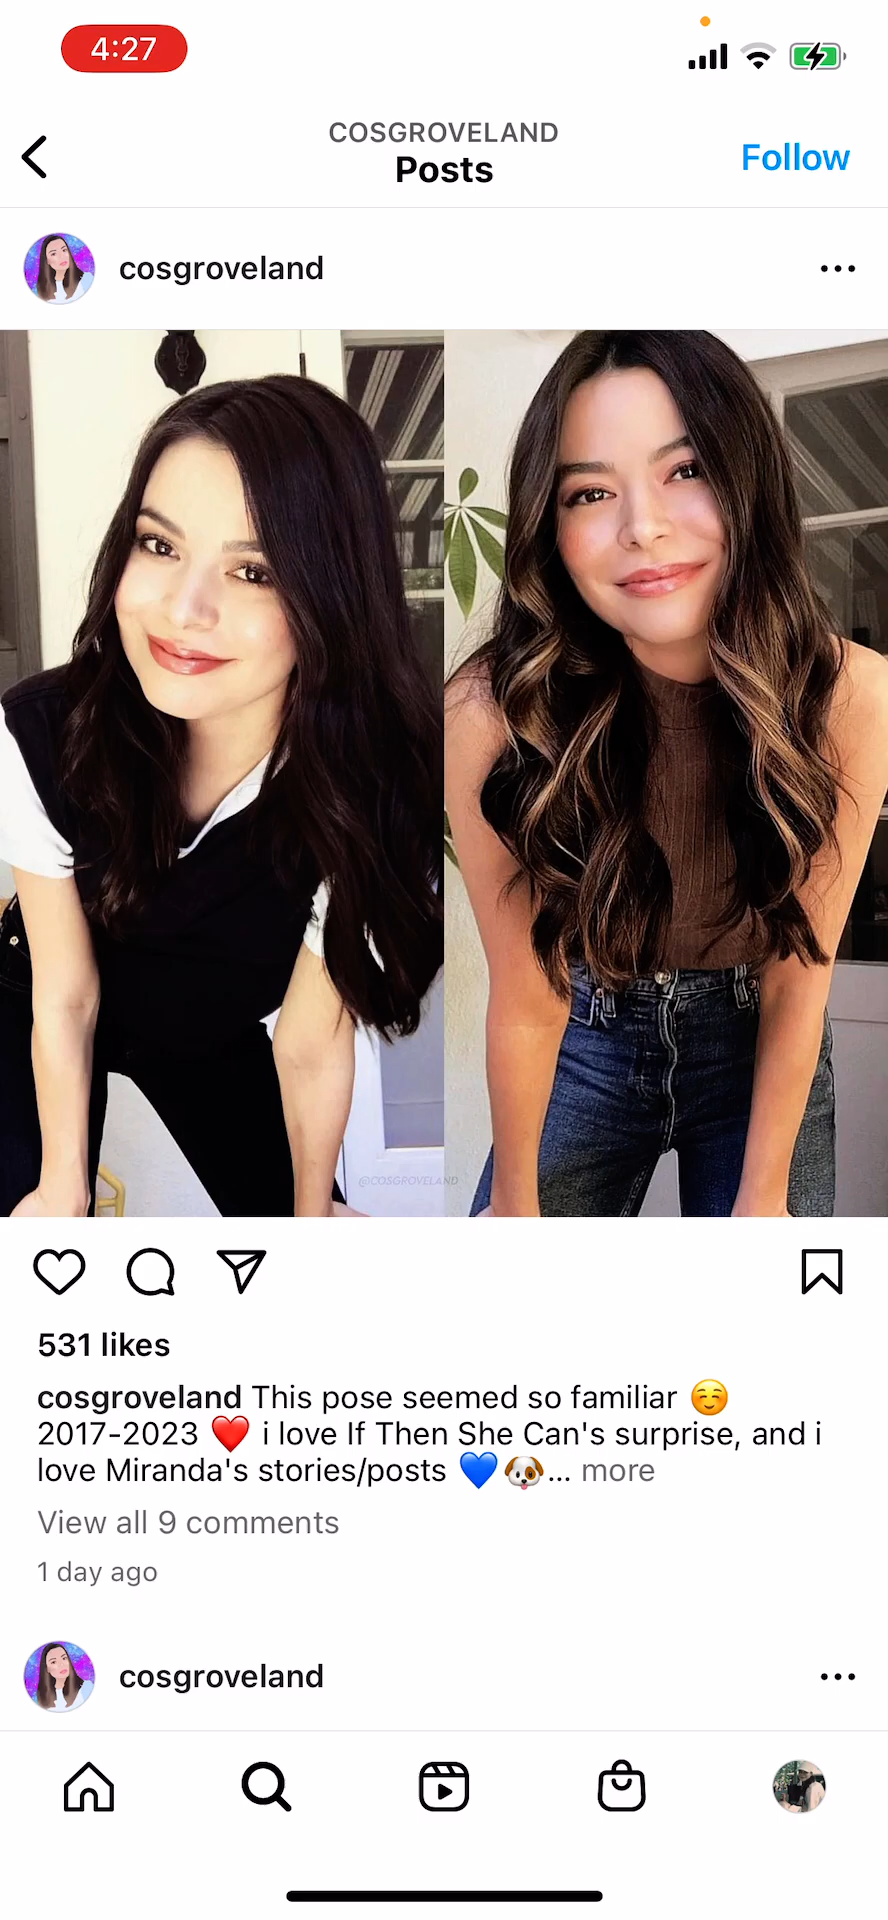 4:27
COSGROVELAND
Posts
Follow
cosgroveland
@COSGROVELAND
531 likes
cosgroveland This pose seemed so familiar ☺️
2017-2023 ❤️ i love If Then She Can's surprise, and i
love Miranda's stories/posts 💙🐶... more
View all 9 comments
1 day ago
cosgroveland